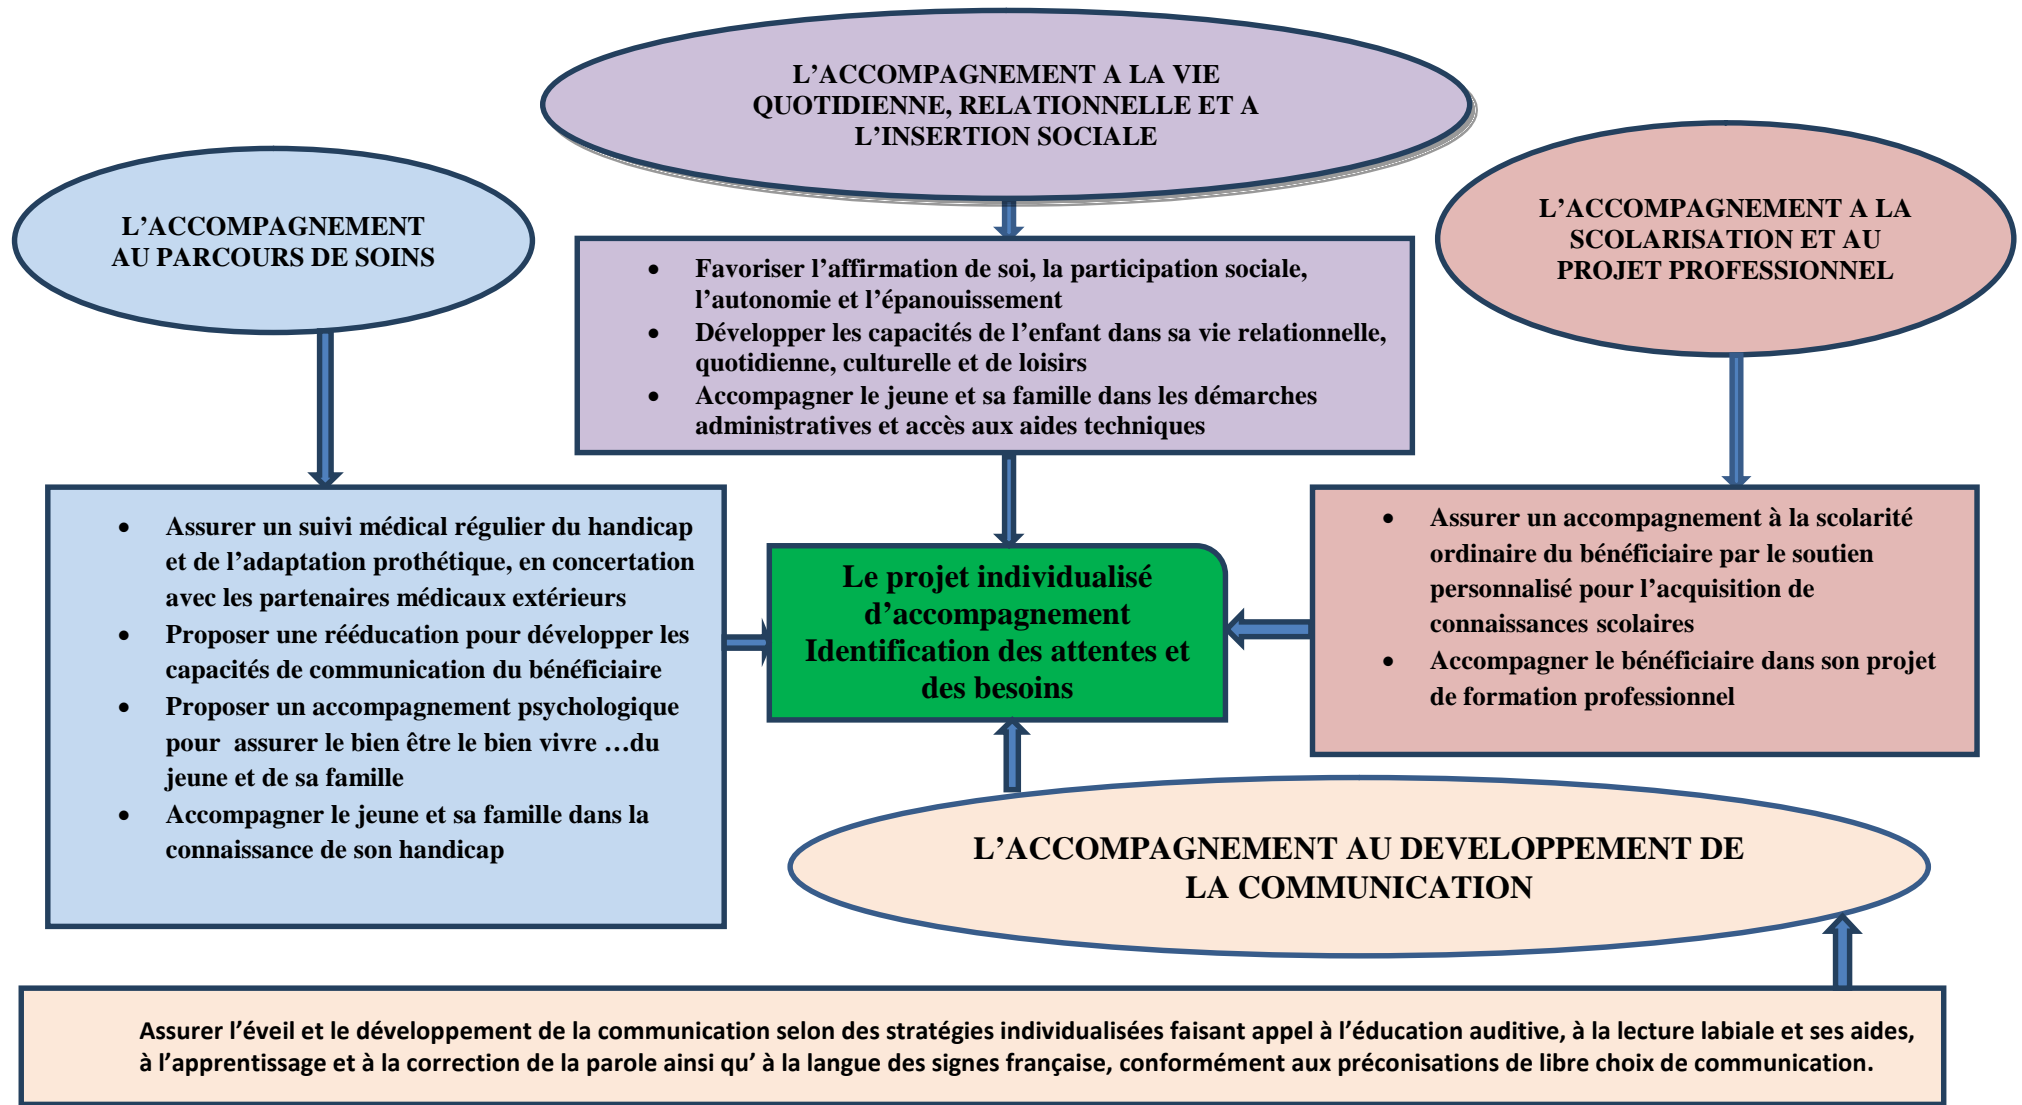 L’ACCOMPAGNEMENT A LA VIE
QUOTIDIENNE, RELATIONNELLE ET A
L’INSERTION SOCIALE
L’ACCOMPAGNEMENT
AU PARCOURS DE SOINS
L’ACCOMPAGNEMENT A LA
SCOLARISATION ET AU
PROJET PROFESSIONNEL
• Favoriser l’affirmation de soi, la participation sociale,
l’autonomie et l’épanouissement
• Développer les capacités de l’enfant dans sa vie relationnelle,
quotidienne, culturelle et de loisirs
• Accompagner le jeune et sa famille dans les démarches
administratives et accès aux aides techniques
• Assurer un suivi médical régulier du handicap
et de l’adaptation prothétique, en concertation
avec les partenaires médicaux extérieurs
• Proposer une rééducation pour développer les
capacités de communication du bénéficiaire
• Proposer un accompagnement psychologique
pour  assurer le bien être le bien vivre …du
jeune et de sa famille
• Accompagner le jeune et sa famille dans la
connaissance de son handicap
Le projet individualisé
d’accompagnement
Identification des attentes et
des besoins
• Assurer un accompagnement à la scolarité
ordinaire du bénéficiaire par le soutien
personnalisé pour l’acquisition de
connaissances scolaires
• Accompagner le bénéficiaire dans son projet
de formation professionnel
L’ACCOMPAGNEMENT AU DEVELOPPEMENT DE
LA COMMUNICATION
Assurer l’éveil et le développement de la communication selon des stratégies individualisées faisant appel à l’éducation auditive, à la lecture labiale et ses aides,
à l’apprentissage et à la correction de la parole ainsi qu’ à la langue des signes française, conformément aux préconisations de libre choix de communication.